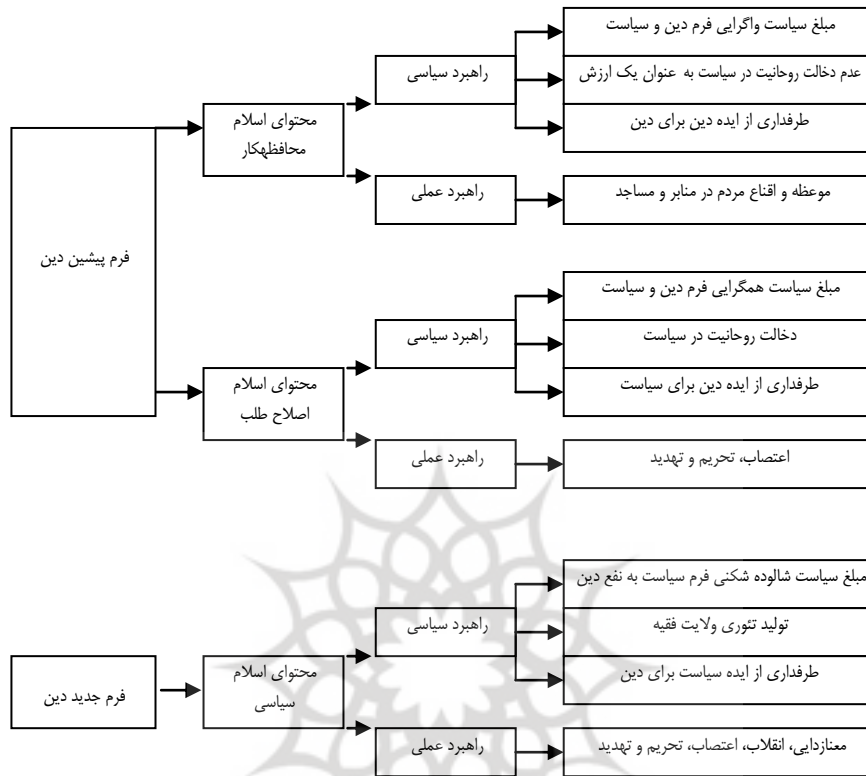 مبلغ سیاست واگرایی فرم دین و سیاست
راهبرد سیاسی
عدم دخالت روحانیت در سیاست به عنوان یک ارزش
محتوای اسلام
محافظهکار
طرفداری از ایده دین برای دین
راهبرد عملی
موعظه و اقناع مردم در منابر و مساجد
فرم پیشین دین
مبلغ سیاست همگرایی فرم دین و سیاست
راهبرد سیاسی
دخالت روحانیت در سیاست
محتوای اسلام
اصلاح طلب
طرفداری از ایده دین برای سیاست
راهبرد عملی
اعتصاب، تحریم و تهدید
مبلغ سیاست شالوده شکنی فرم سیاست به نفع دین
راهبرد سیاسی
تولید تئوری ولایت فقیه
فرم جدید دین
محتوای اسلام
سیاسی
طرفداری از ایده سیاست برای دین
راهبرد عملی
معنازدایی، انقلاب، اعتصاب، تحریم و تهدید